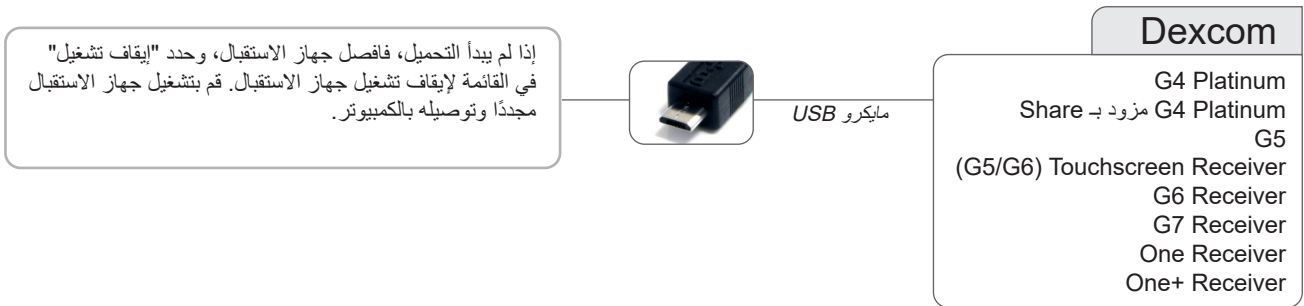 Dexcom
G4 Platinum
G4 Platinum مزود بـ Share
G5
(G5/G6) Touchscreen Receiver
G6 Receiver
G7 Receiver
One Receiver
One+ Receiver
مايكرو USB
إذا لم يبدأ التحميل، فافصل جهاز الاستقبال، وحدد "إيقاف تشغيل"
في القائمة لإيقاف تشغيل جهاز الاستقبال. قم بتشغيل جهاز الاستقبال
مجددًا وتوصيله بالكمبيوتر.